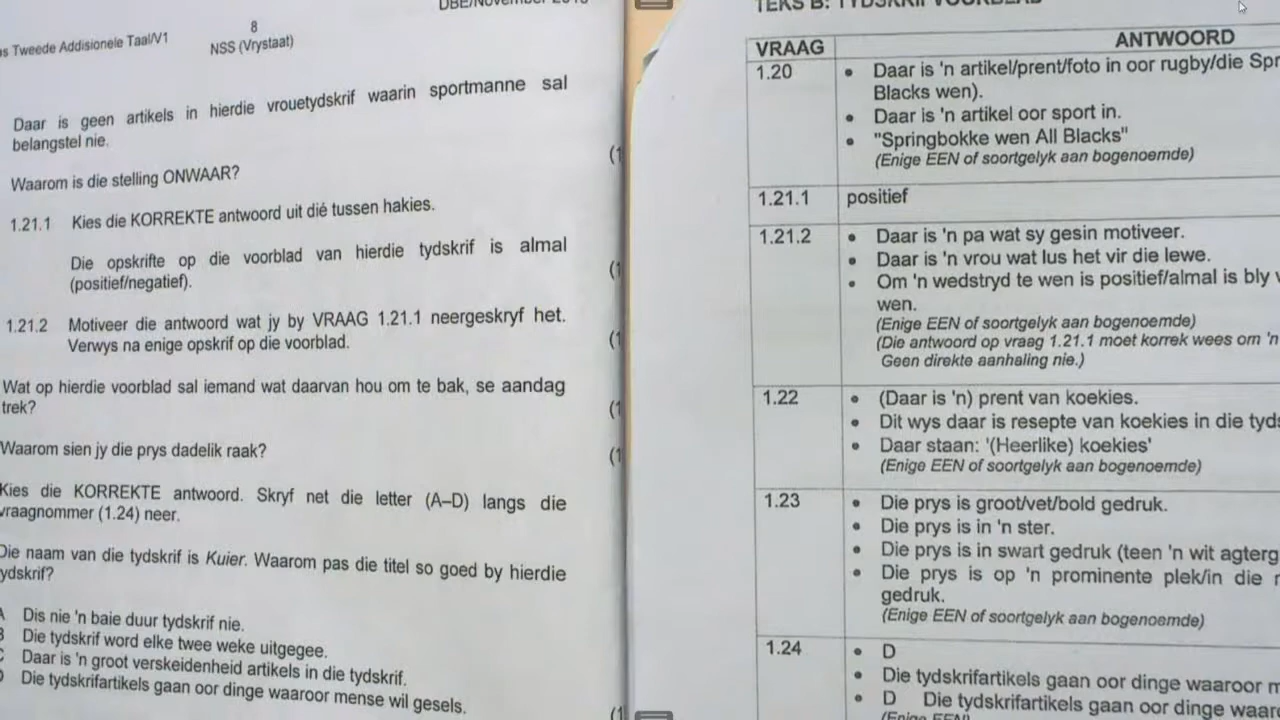 8
NSS (Vrystaat)
Tweede Addisionele Taal/V1
Daar is geen artikels in hierdie vrouetydskrif waarin sportmanne sal
belangstel nie.
(1
Waarom is die stelling ONWAAR?
1.21.1 Kies die KORREKTE antwoord uit dié tussen hakies.
Die opskrifte op die voorblad van hierdie tydskrif is almal
(positief/negatief).
(1
1.21.2 Motiveer die antwoord wat jy by VRAAG 1.21.1 neergeskryf het.
Verwys na enige opskrif op die voorblad.
(1
Wat op hierdie voorblad sal iemand wat daarvan hou om te bak, se aandag
trek?
(1
Waarom sien jy die prys dadelik raak?
(1
Kies die KORREKTE antwoord. Skryf net die letter (A–D) langs die
vraagnommer (1.24) neer.
Die naam van die tydskrif is Kuier. Waarom pas die titel so goed by hierdie
ydskrif?
Dis nie 'n baie duur tydskrif nie.
Die tydskrif word elke twee weke uitgegee.
Daar is 'n groot verskeidenheid artikels in die tydskrif.
Die tydskrifartikels gaan oor dinge waaroor mense wil gesels.
(1
TEKS B: TYDSKRIFVOORBLAD
VRAAG ANTWOORD
1.20 • Daar is 'n artikel/prent/foto in oor rugby/die Spr
Blacks wen).
• Daar is 'n artikel oor sport in.
• "Springbokke wen All Blacks"
(Enige EEN of soortgelyk aan bogenoemde)
1.21.1 positief
1.21.2 • Daar is 'n pa wat sy gesin motiveer.
• Daar is 'n vrou wat lus het vir die lewe.
• Om 'n wedstryd te wen is positief/almal is bly
wen.
(Enige EEN of soortgelyk aan bogenoemde)
(Die antwoord op vraag 1.21.1 moet korrek wees om 'n
Geen direkte aanhaling nie.)
1.22 • (Daar is 'n) prent van koekies.
• Dit wys daar is resepte van koekies in die tyds
• Daar staan: '(Heerlike) koekies'
(Enige EEN of soortgelyk aan bogenoemde)
1.23 • Die prys is groot/vet/bold gedruk.
• Die prys is in 'n ster.
• Die prys is in swart gedruk (teen 'n wit agterg
• Die prys is op 'n prominente plek/in die
gedruk.
(Enige EEN of soortgelyk aan bogenoemde)
1.24 • D
• Die tydskrifartikels gaan oor dinge waaroor m
• D Die tydskrifartikels gaan oor dinge waar
(Enige EEN)